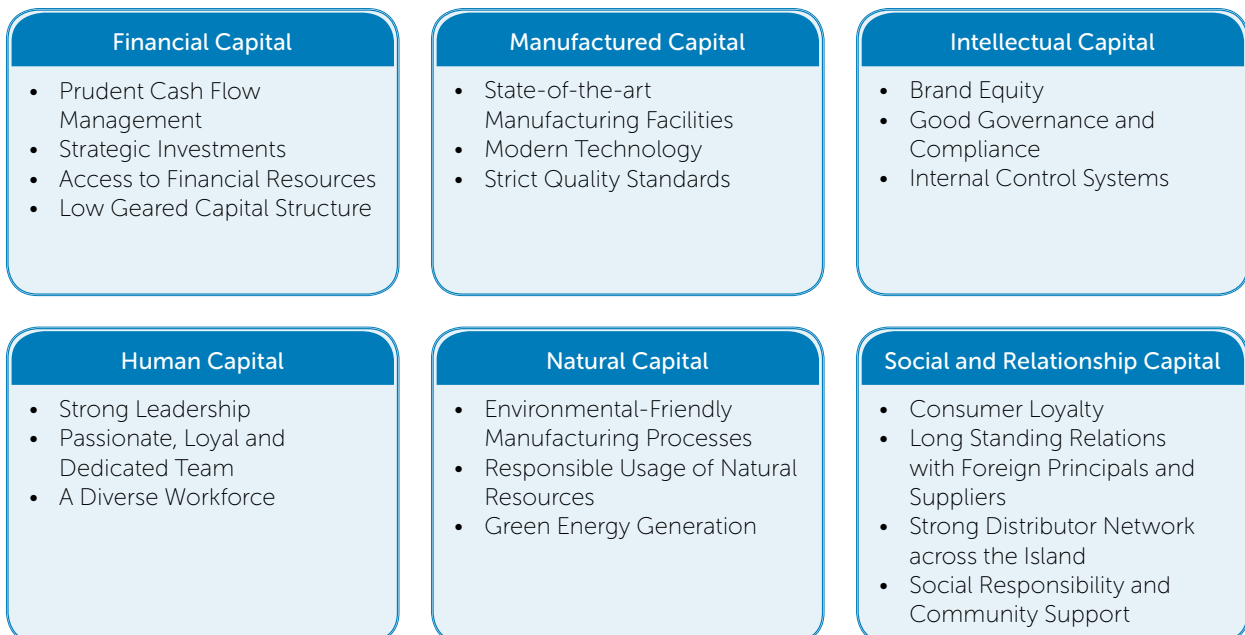 Financial Capital
• Prudent Cash Flow
Management
• Strategic Investments
• Access to Financial Resources
• Low Geared Capital Structure
Manufactured Capital
• State-of-the-art
Manufacturing Facilities
• Modern Technology
• Strict Quality Standards
Intellectual Capital
• Brand Equity
• Good Governance and
Compliance
• Internal Control Systems
Human Capital
• Strong Leadership
• Passionate, Loyal and
Dedicated Team
• A Diverse Workforce
Natural Capital
• Environmental-Friendly
Manufacturing Processes
• Responsible Usage of Natural
Resources
• Green Energy Generation
Social and Relationship Capital
• Consumer Loyalty
• Long Standing Relations
with Foreign Principals and
Suppliers
• Strong Distributor Network
across the Island
• Social Responsibility and
Community Support